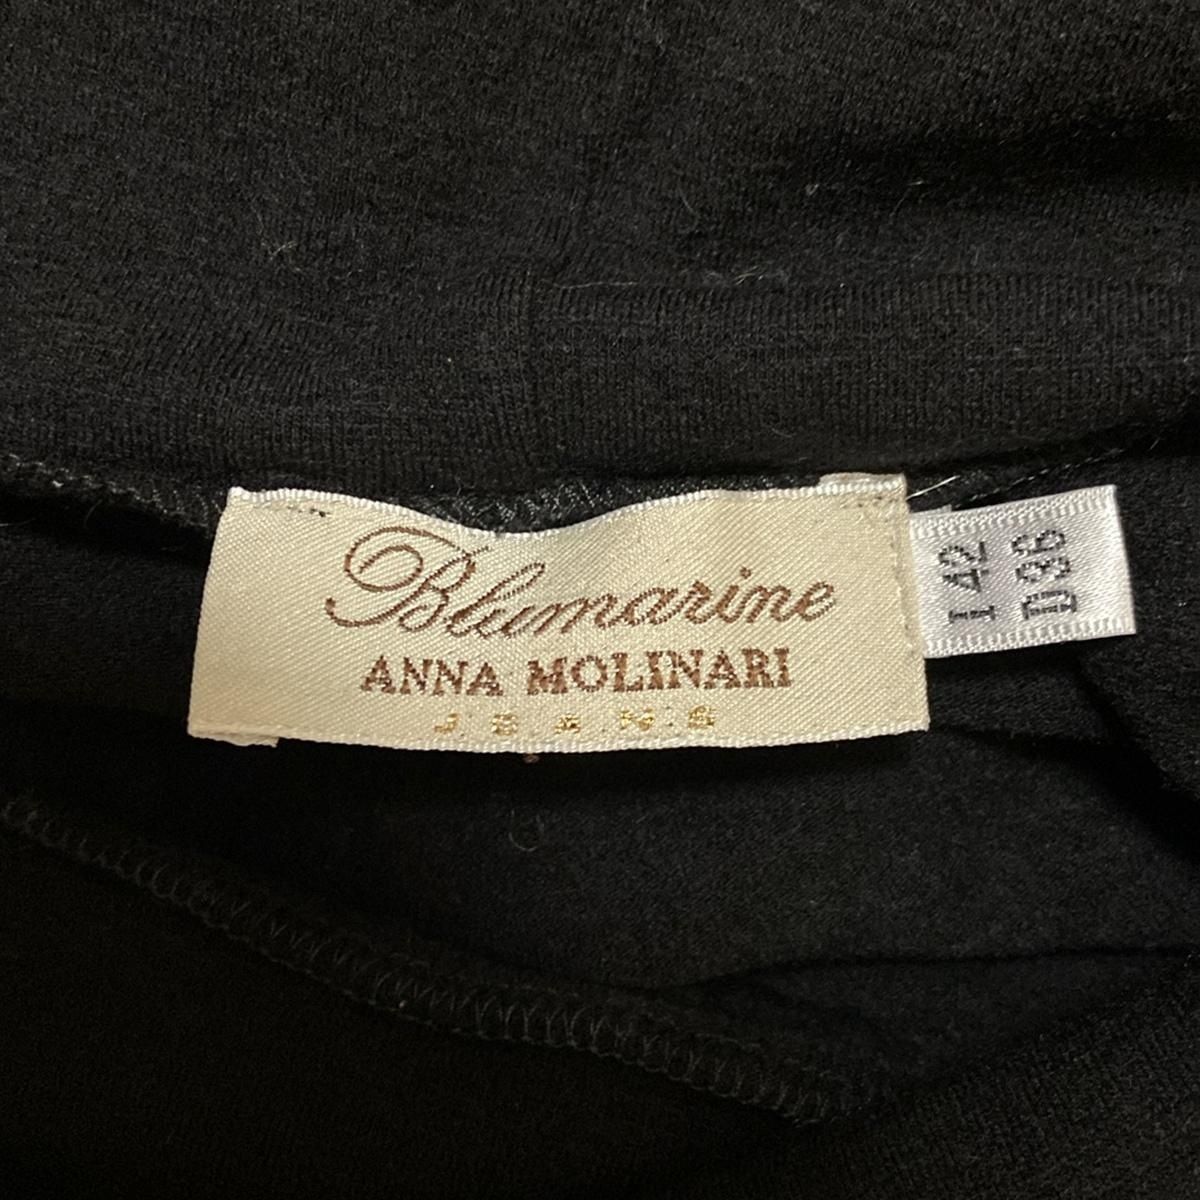 Blumarine
ANNA MOLINARI
JEANS
I 42
D 36